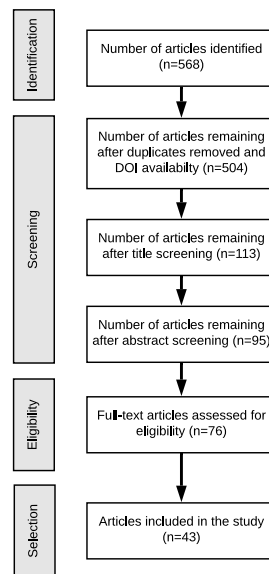 Identification
Number of articles identified
(n=568)
Screening
Number of articles remaining
after duplicates removed and
DOI availabilty (n=504)
Number of articles remaining
after title screening (n=113)
Number of articles remaining
after abstract screening (n=95)
Eligibility
Full-text articles assessed for
eligibility (n=76)
Selection
Articles included in the study
(n=43)